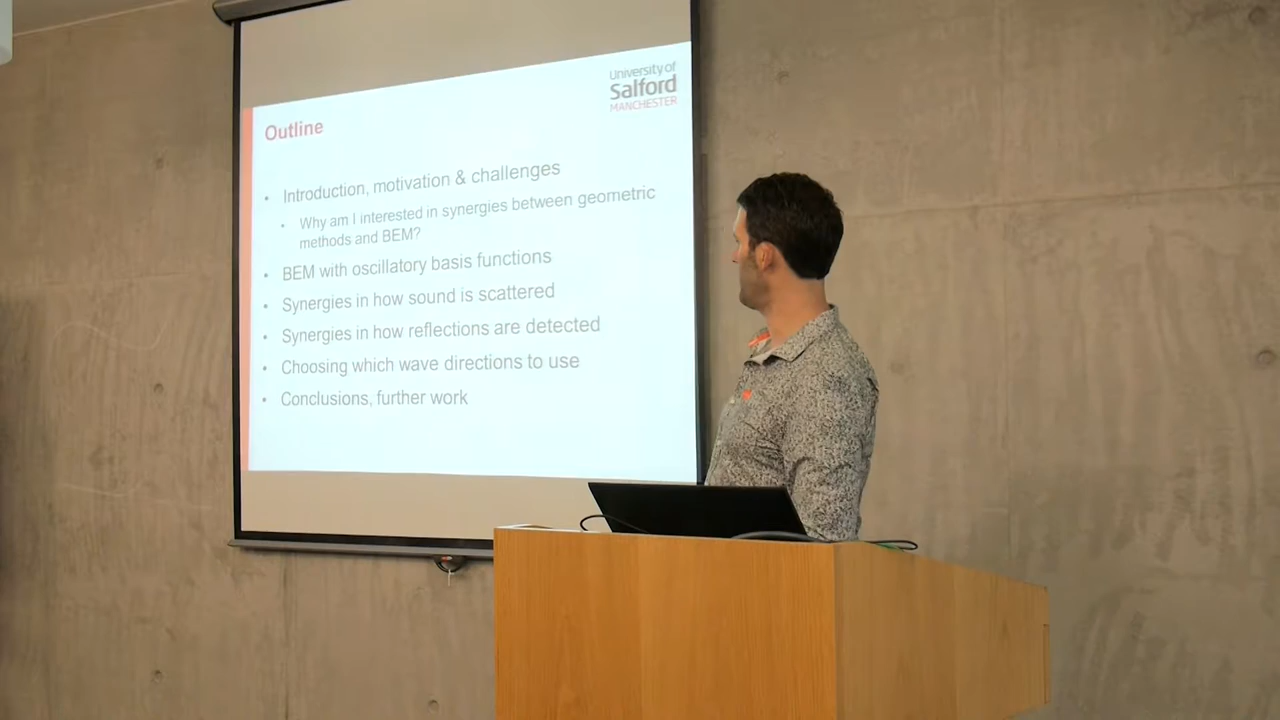 University of
Salford
MANCHESTER
Outline
• Introduction, motivation & challenges
• Why am I interested in synergies between geometric
methods and BEM?
• BEM with oscillatory basis functions
• Synergies in how sound is scattered
• Synergies in how reflections are detected
• Choosing which wave directions to use
• Conclusions, further work